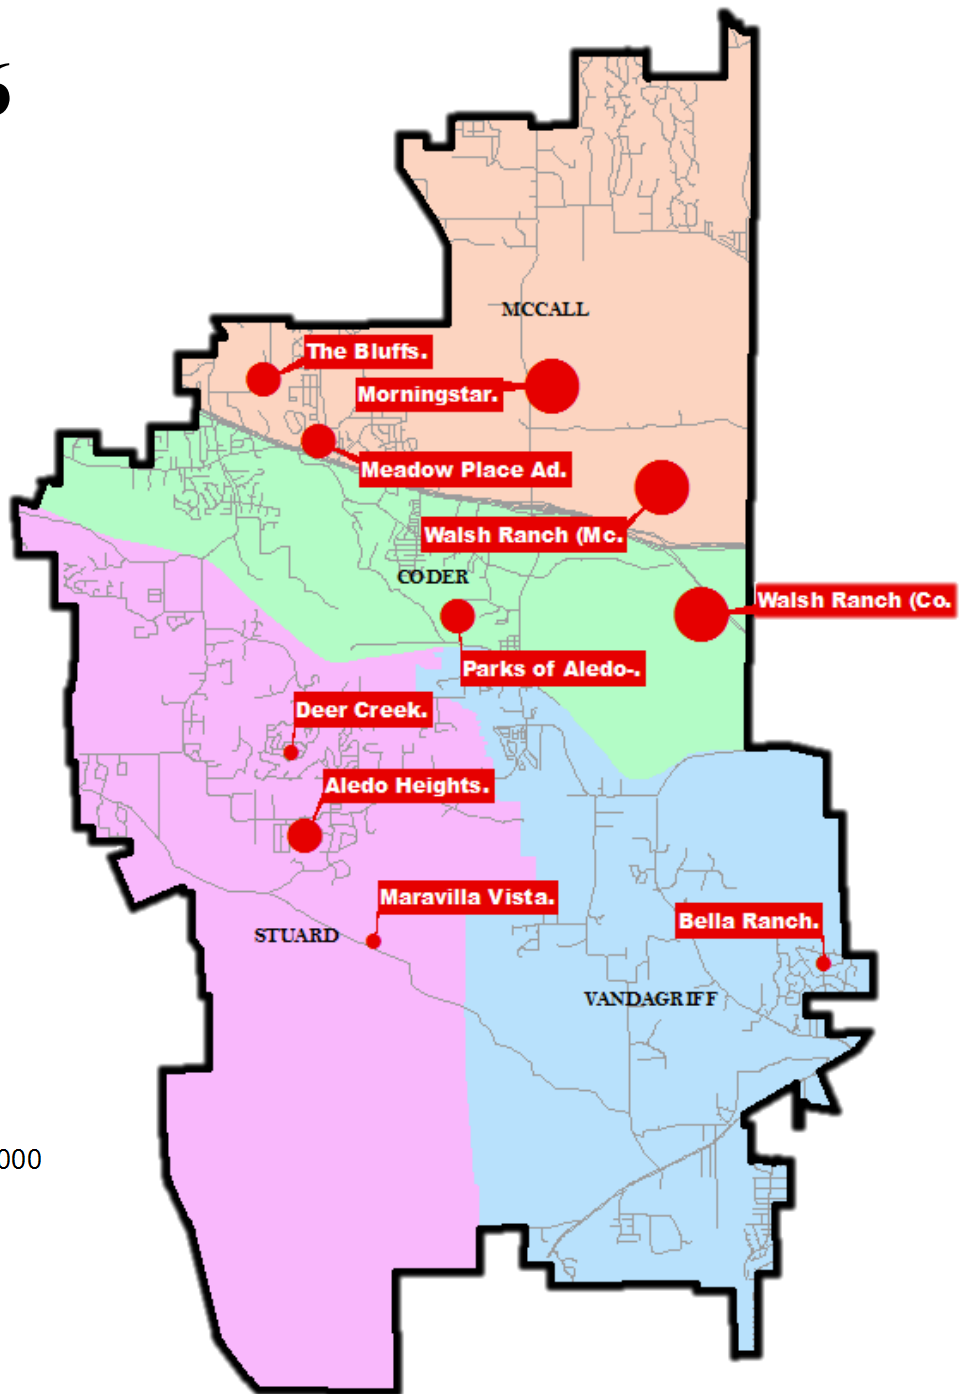 6
MCCALL
The Bluffs.
Morningstar.
Meadow Place Ad.
Walsh Ranch (Mc.
CODER
Walsh Ranch (Co.
Parks of Aledo-.
Deer Creek.
Aledo Heights.
Maravilla Vista.
Bella Ranch.
STUARD
VANDAGRIFF
000